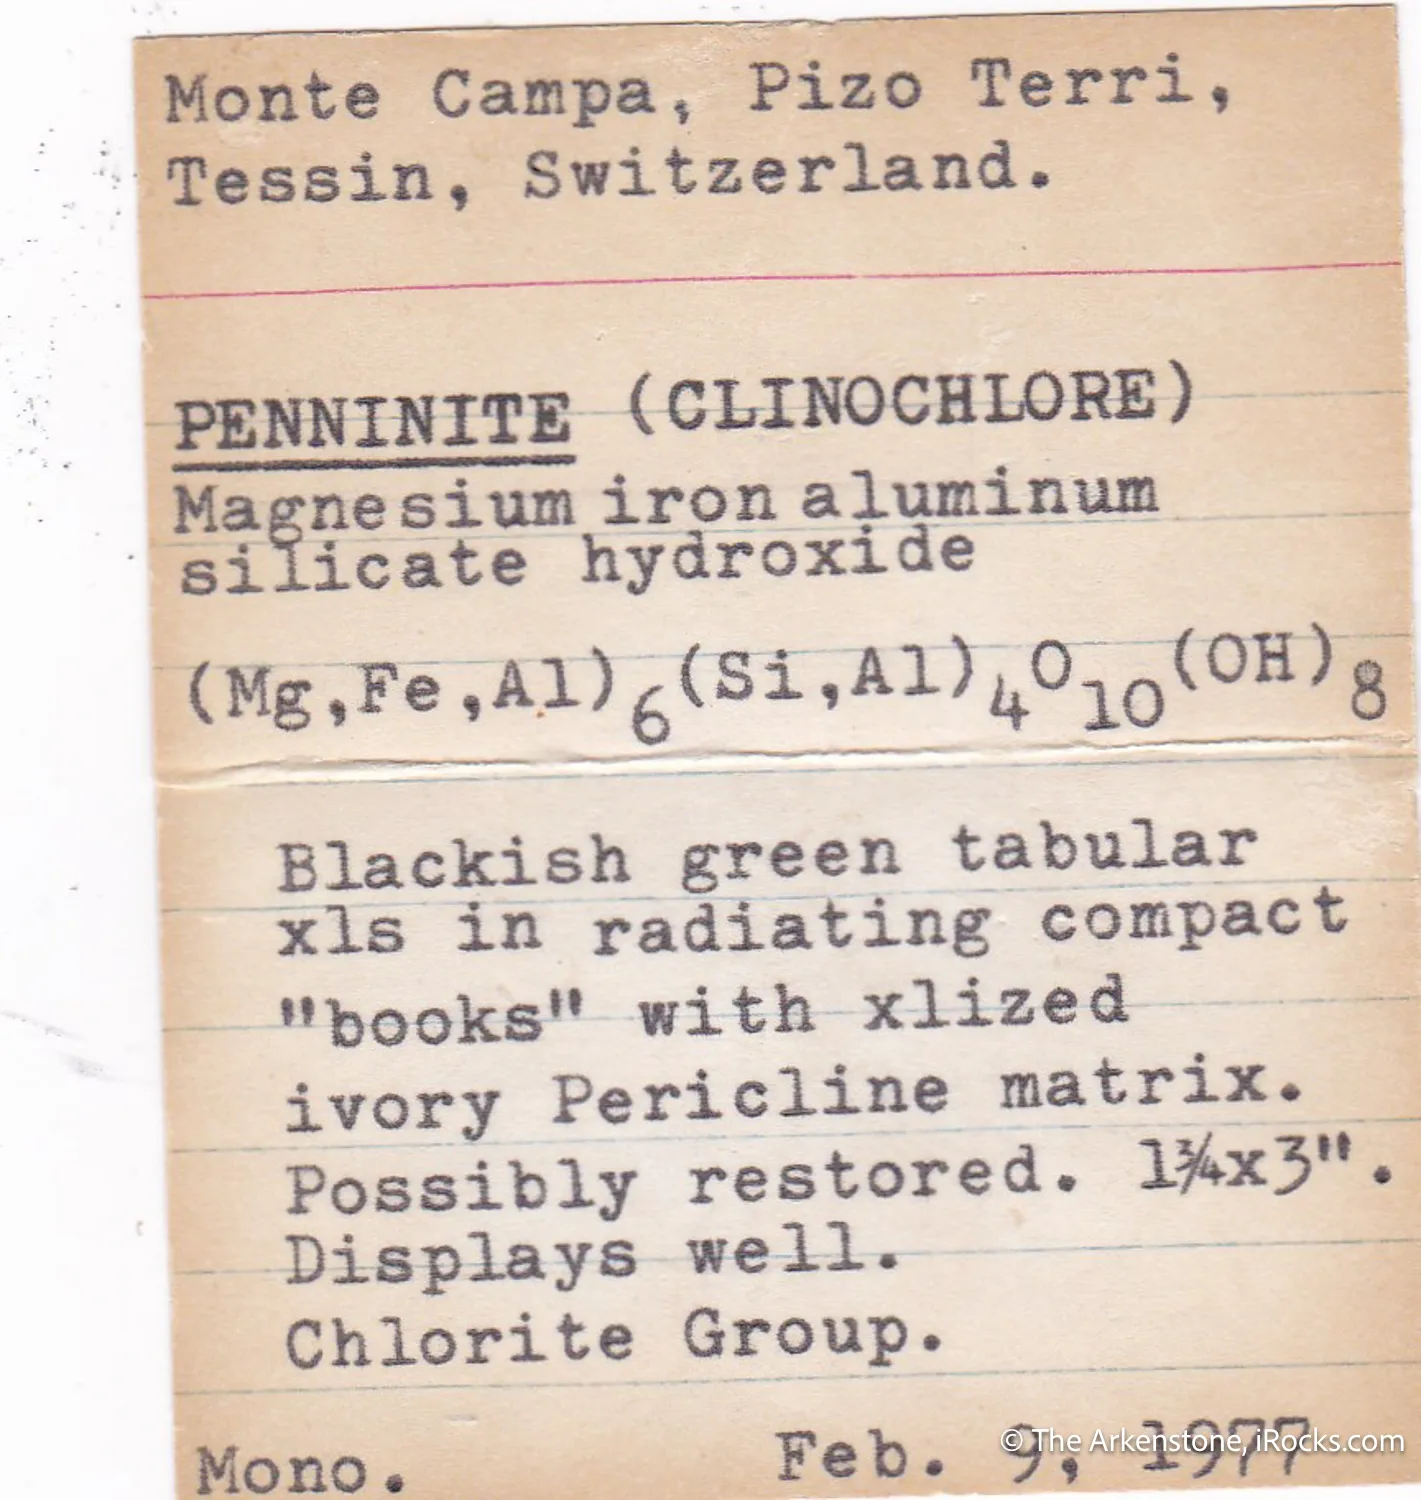 Monte Campa, Pizo Terri,
Tessin, Switzerland.
PENNINITE (CLINOCHLORE)
Magnesium iron aluminum
silicate hydroxide
(Mg,Fe,Al)₆(Si,Al)₄O₁₀(OH)₈
Blackish green tabular
xls in radiating compact
"books" with xlized
ivory Pericline matrix.
Possibly restored. 1¾x3".
Displays well.
Chlorite Group.
Mono. Feb. 9, 1977
© The Arkenstone, iRocks.com